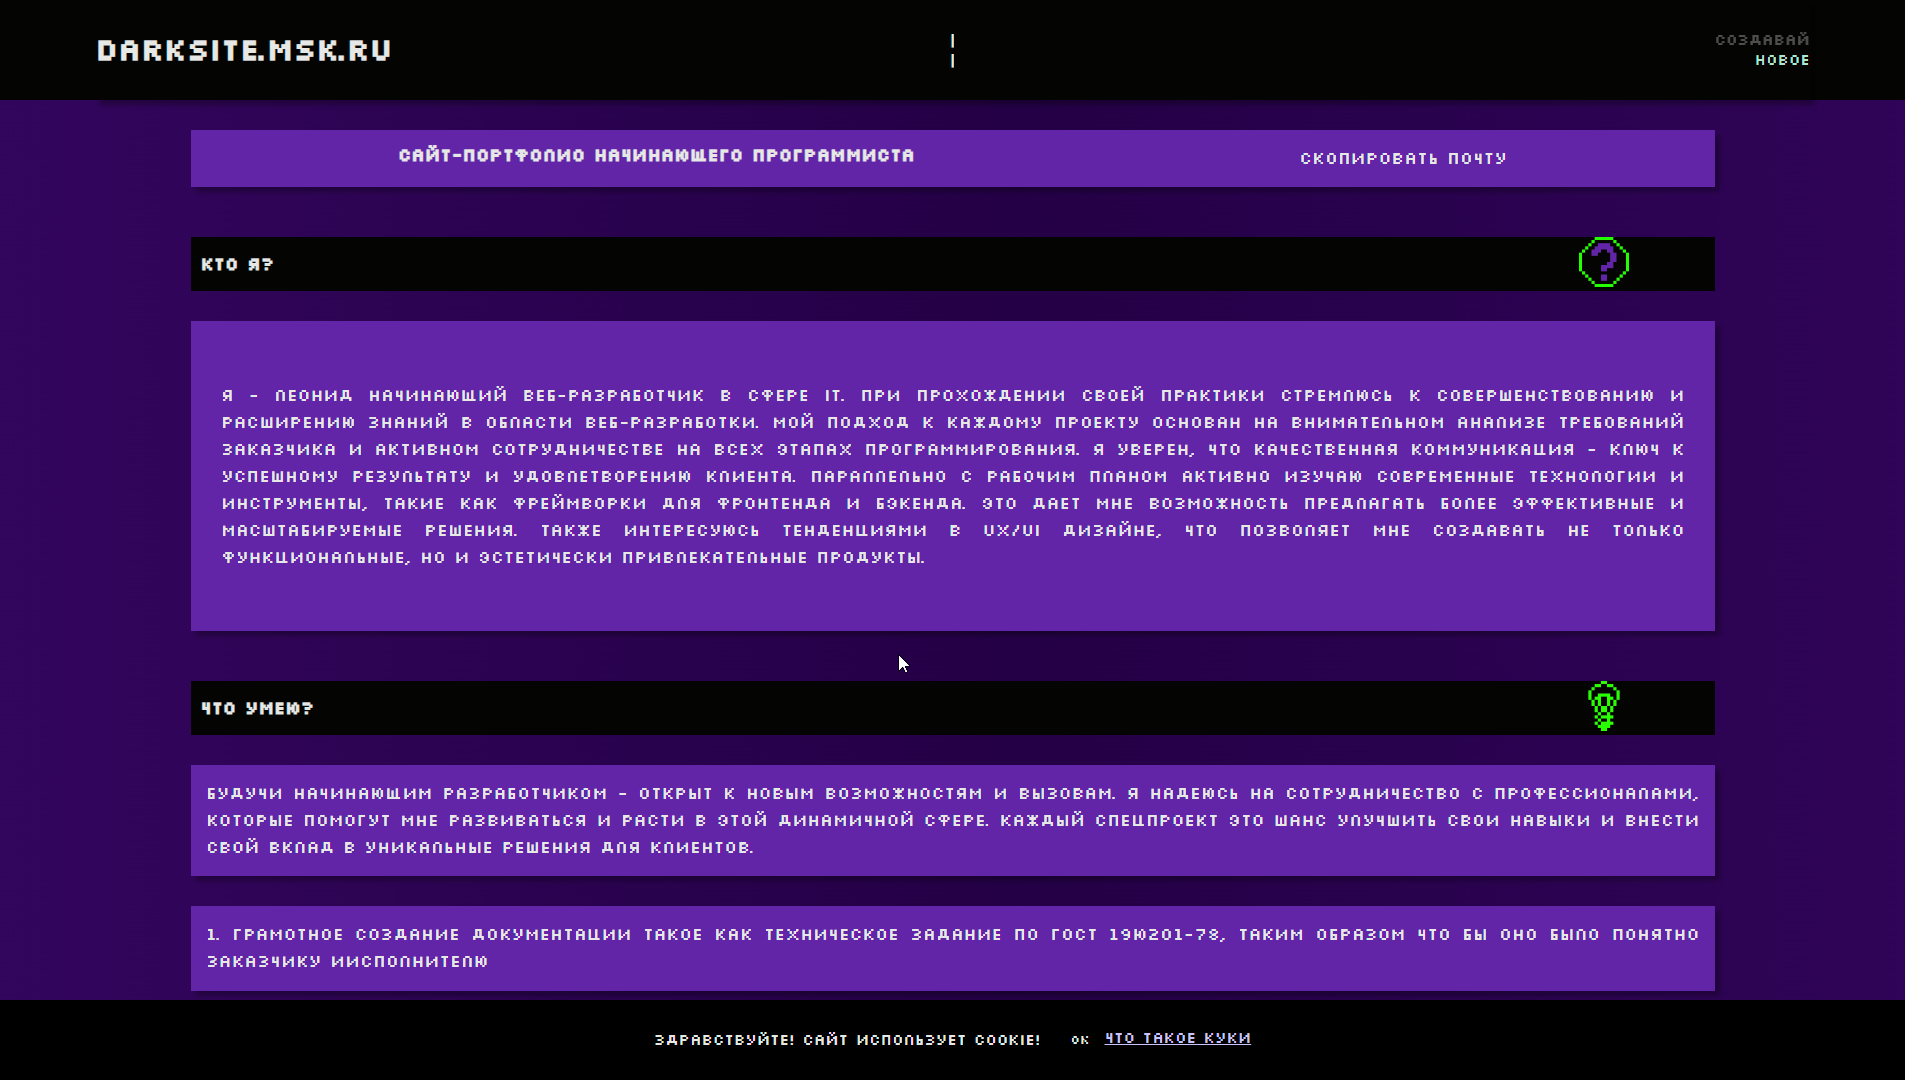 DARKSITE.MSK.RU
|
|
СОЗДАВАЙ
НОВОЕ
САЙТ-ПОРТФОЛИО НАЧИНАЮЩЕГО ПРОГРАММИСТА
СКОПИРОВАТЬ ПОЧТУ
КТО Я?
Я - ЛЕОНИД НАЧИНАЮЩИЙ ВЕБ-РАЗРАБОТЧИК В СФЕРЕ IT. ПРИ ПРОХОЖДЕНИИ СВОЕЙ ПРАКТИКИ СТРЕМЛЮСЬ К СОВЕРШЕНСТВОВАНИЮ И
РАСШИРЕНИЮ ЗНАНИЙ В ОБЛАСТИ ВЕБ-РАЗРАБОТКИ. МОЙ ПОДХОД К КАЖДОМУ ПРОЕКТУ ОСНОВАН НА ВНИМАТЕЛЬНОМ АНАЛИЗЕ ТРЕБОВАНИЙ
ЗАКАЗЧИКА И АКТИВНОМ СОТРУДНИЧЕСТВЕ НА ВСЕХ ЭТАПАХ ПРОГРАММИРОВАНИЯ. Я УВЕРЕН, ЧТО КАЧЕСТВЕННАЯ КОММУНИКАЦИЯ - КЛЮЧ К
УСПЕШНОМУ РЕЗУЛЬТАТУ И УДОВЛЕТВОРЕНИЮ КЛИЕНТА. ПАРАЛЛЕЛЬНО С РАБОЧИМ ПЛАНОМ АКТИВНО ИЗУЧАЮ СОВРЕМЕННЫЕ ТЕХНОЛОГИИ И
ИНСТРУМЕНТЫ, ТАКИЕ КАК ФРЕЙМВОРКИ ДЛЯ ФРОНТЕНДА И БЭКЕНДА. ЭТО ДАЕТ МНЕ ВОЗМОЖНОСТЬ ПРЕДЛАГАТЬ БОЛЕЕ ЭФФЕКТИВНЫЕ И
МАСШТАБИРУЕМЫЕ РЕШЕНИЯ. ТАКЖЕ ИНТЕРЕСУЮСЬ ТЕНДЕНЦИЯМИ В UX/UI ДИЗАЙНЕ, ЧТО ПОЗВОЛЯЕТ МНЕ СОЗДАВАТЬ НЕ ТОЛЬКО
ФУНКЦИОНАЛЬНЫЕ, НО И ЭСТЕТИЧЕСКИ ПРИВЛЕКАТЕЛЬНЫЕ ПРОДУКТЫ.
ЧТО УМЕЮ?
БУДУЧИ НАЧИНАЮЩИМ РАЗРАБОТЧИКОМ - ОТКРЫТ К НОВЫМ ВОЗМОЖНОСТЯМ И ВЫЗОВАМ. Я НАДЕЮСЬ НА СОТРУДНИЧЕСТВО С ПРОФЕССИОНАЛАМИ,
КОТОРЫЕ ПОМОГУТ МНЕ РАЗВИВАТЬСЯ И РАСТИ В ЭТОЙ ДИНАМИЧНОЙ СФЕРЕ. КАЖДЫЙ СПЕЦПРОЕКТ ЭТО ШАНС УЛУЧШИТЬ СВОИ НАВЫКИ И ВНЕСТИ
СВОЙ ВКЛАД В УНИКАЛЬНЫЕ РЕШЕНИЯ ДЛЯ КЛИЕНТОВ.
1. ГРАМОТНОЕ СОЗДАНИЕ ДОКУМЕНТАЦИИ ТАКОЕ КАК ТЕХНИЧЕСКОЕ ЗАДАНИЕ ПО ГОСТ 19Ю201-78, ТАКИМ ОБРАЗОМ ЧТО БЫ ОНО БЫЛО ПОНЯТНО
ЗАКАЗЧИКУ ИИСПОЛНИТЕЛЮ
ЗДРАВСТВУЙТЕ! САЙТ ИСПОЛЬЗУЕТ COOKIE!
ОК
ЧТО ТАКОЕ КУКИ